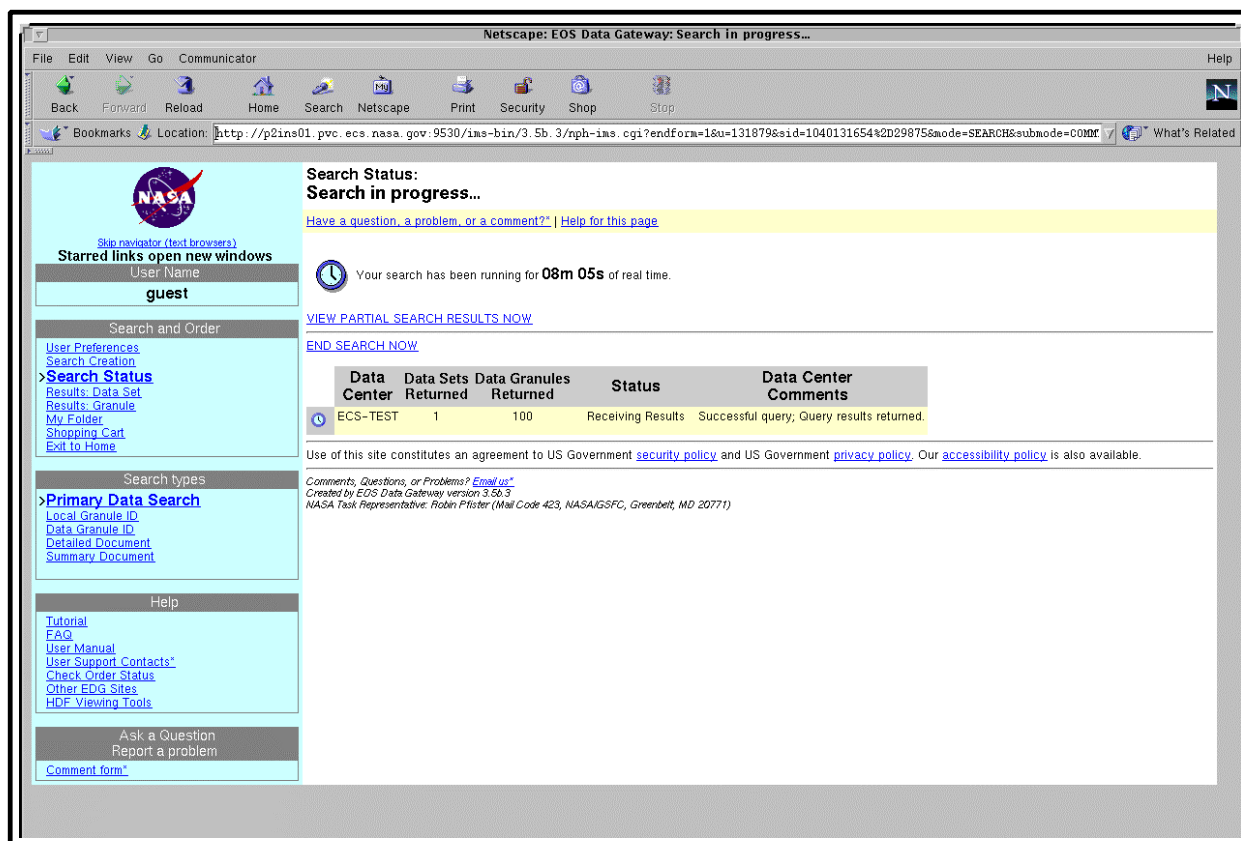 Netscape: EOS Data Gateway: Search in progress...
File Edit View Go Communicator Help
Back Forward Reload Home Search Netscape Print Security Shop Stop
Bookmarks Location: http://p2ins01.pvc.ecs.nasa.gov:9530/ims-bin/3.5b.3/nph-ims.cgi?endform=1&u=131879&sid=1040131654%2D29875&mode=SEARCH&submode=COMM. What's Related
NASA
Skip navigator (text browsers)
Starred links open new windows
User Name
guest
Search and Order
User Preferences
Search Creation
>Search Status
Results: Data Set
Results: Granule
My Folder
Shopping Cart
Exit to Home
Search types
>Primary Data Search
Local Granule ID
Data Granule ID
Detailed Document
Summary Document
Help
Tutorial
FAQ
User Manual
User Support Contacts*
Check Order Status
Other EDG Sites
HDF Viewing Tools
Ask a Question
Report a problem
Comment form*
Search Status:
Search in progress...
Have a question, a problem, or a comment?* | Help for this page
Your search has been running for 08m 05s of real time.
VIEW PARTIAL SEARCH RESULTS NOW
END SEARCH NOW
Data Center Data Sets Returned Data Granules Returned Status Data Center Comments
ECS-TEST 1 100 Receiving Results Successful query; Query results returned.
Use of this site constitutes an agreement to US Government security policy and US Government privacy policy. Our accessibility policy is also available.
Comments, Questions, or Problems? Email us*
Created by EOS Data Gateway version 3.5b.3
NASA Task Representative: Robin Pfister (Mail Code 423, NASA/GSFC, Greenbelt, MD 20771)